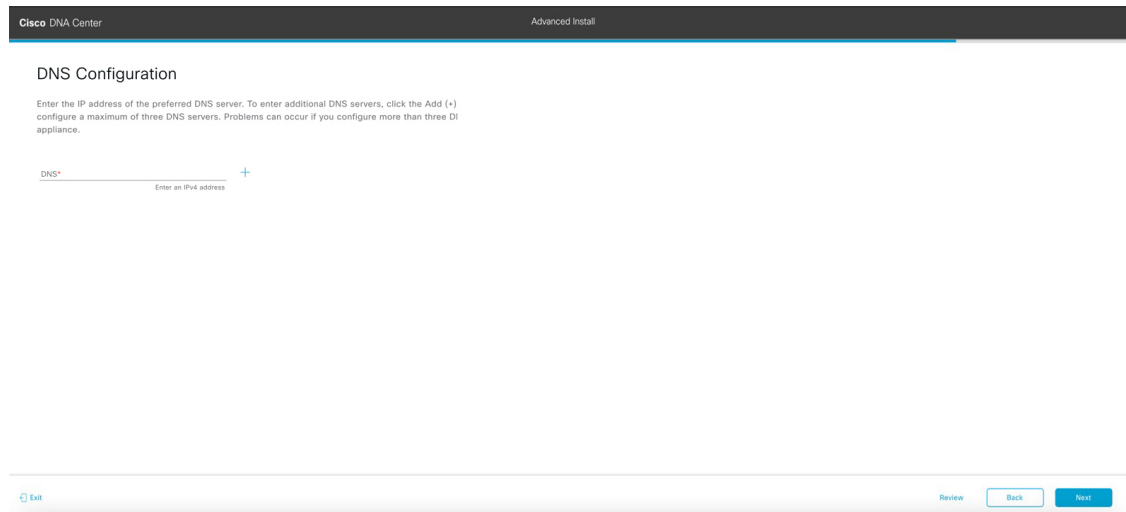 Cisco DNA Center
Advanced Install
DNS Configuration
Enter the IP address of the preferred DNS server. To enter additional DNS servers, click the Add (+)
configure a maximum of three DNS servers. Problems can occur if you configure more than three
appliance.
DNS*
+
Enter an IPv4 address
Exit
Review
Back
Next